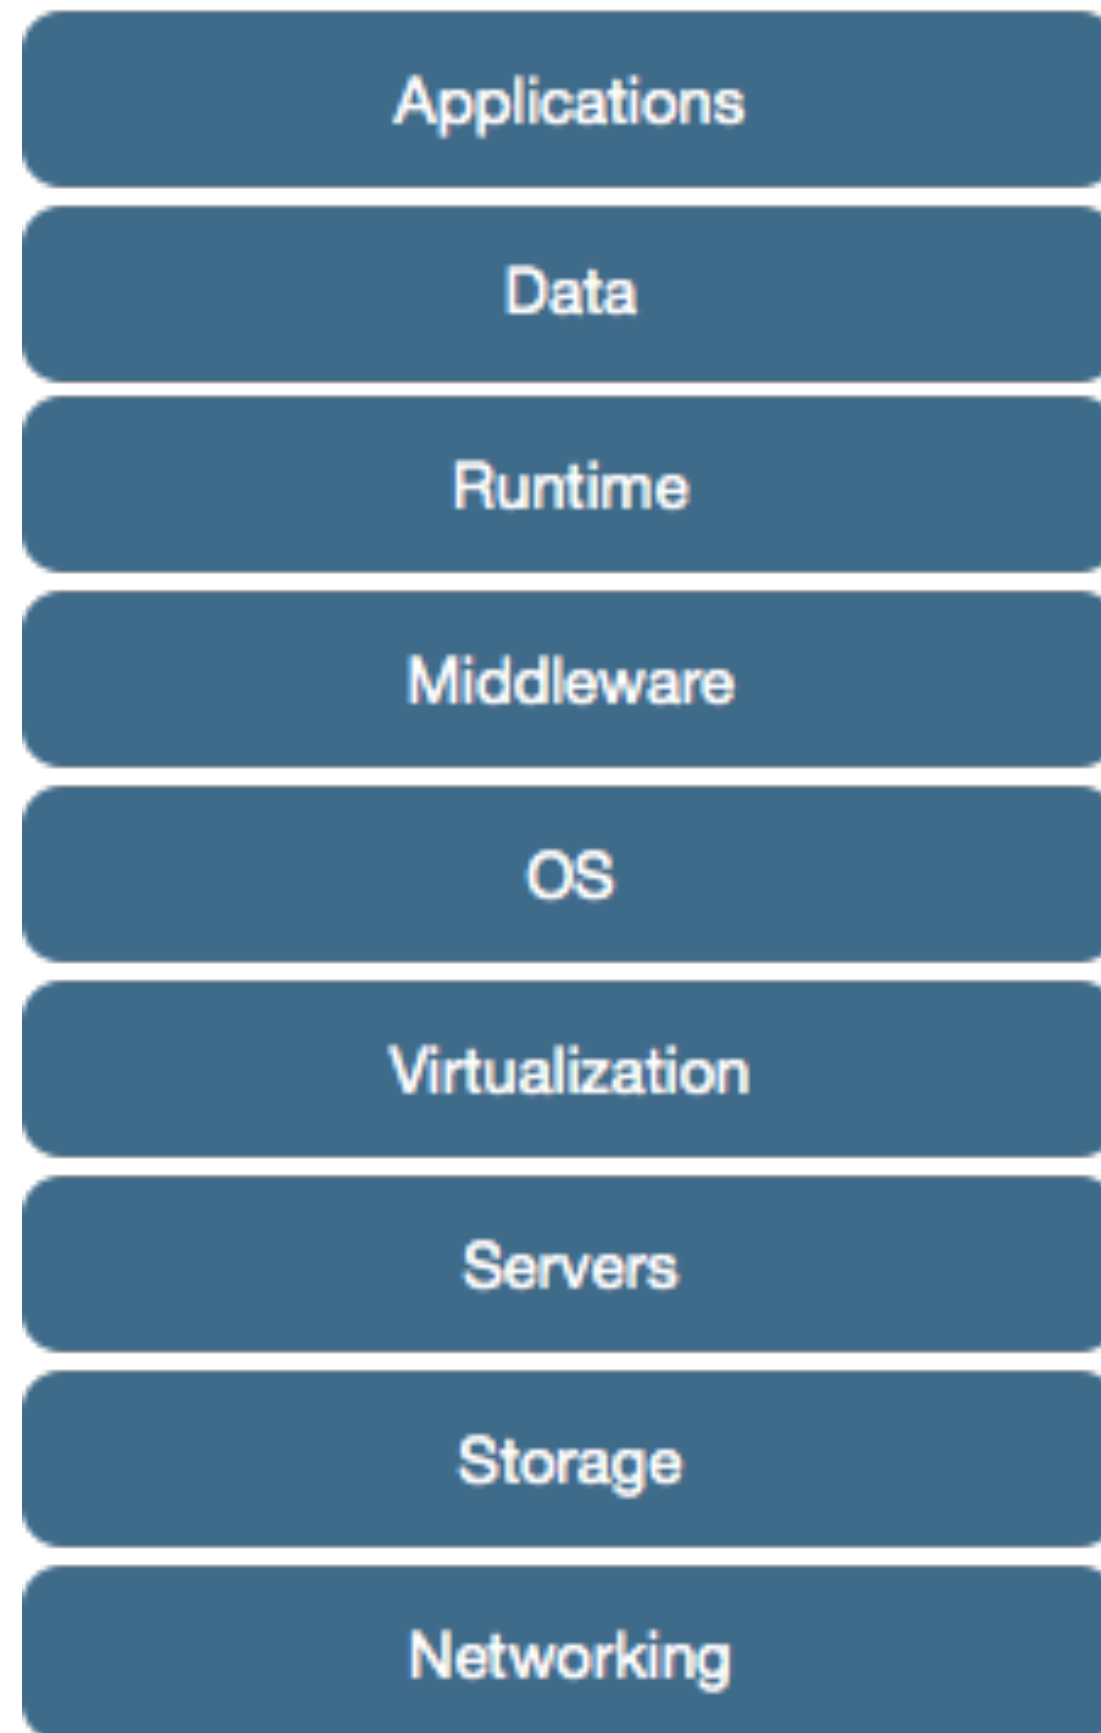 Applications
Data
Runtime
Middleware
OS
Virtualization
Servers
Storage
Networking